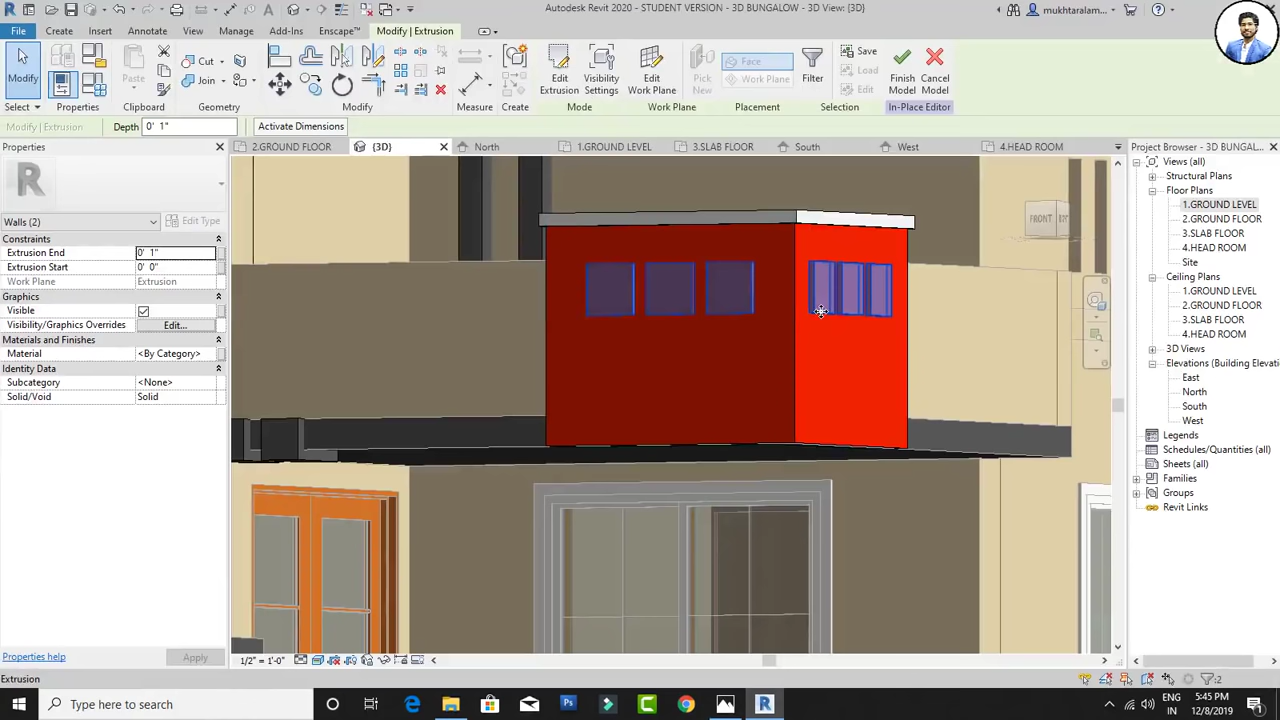 Autodesk Revit 2020 - STUDENT VERSION - 3D BUNGALOW - 3D View: {3D}
mukhtaralam...
File Create Insert Annotate View Manage Add-Ins Enscape™ Modify | Extrusion
Modify
Paste
Cut
Join
Edit Extrusion
Visibility Settings
Edit Work Plane
Pick New
Face
Work Plane
Filter
Save
Load
Edit
Finish Model
Cancel Model
Select Properties Clipboard Geometry Modify Measure Create Mode Work Plane Placement Selection In-Place Editor
Modify | Extrusion Depth 0' 1" Activate Dimensions
Properties
2.GROUND FLOOR {3D} North 1.GROUND LEVEL 3.SLAB FLOOR South West 4.HEAD ROOM
Project Browser - 3D BUNGAL...
Walls (2) Edit Type
Constraints
Extrusion End 0' 1"
Extrusion Start 0' 0"
Work Plane Extrusion
Graphics
Visible
Visibility/Graphics Overrides Edit...
Materials and Finishes
Material <By Category>
Identity Data
Subcategory <None>
Solid/Void Solid
Properties help Apply
FRONT
Views (all)
Structural Plans
Floor Plans
1.GROUND LEVEL
2.GROUND FLOOR
3.SLAB FLOOR
4.HEAD ROOM
Site
Ceiling Plans
1.GROUND LEVEL
2.GROUND FLOOR
3.SLAB FLOOR
4.HEAD ROOM
3D Views
Elevations (Building Elevati
East
North
South
West
Legends
Schedules/Quantities (all)
Sheets (all)
Families
Groups
Revit Links
1/2" = 1'-0"
Extrusion
:2
Type here to search
ENG
IN
5:45 PM
12/8/2019